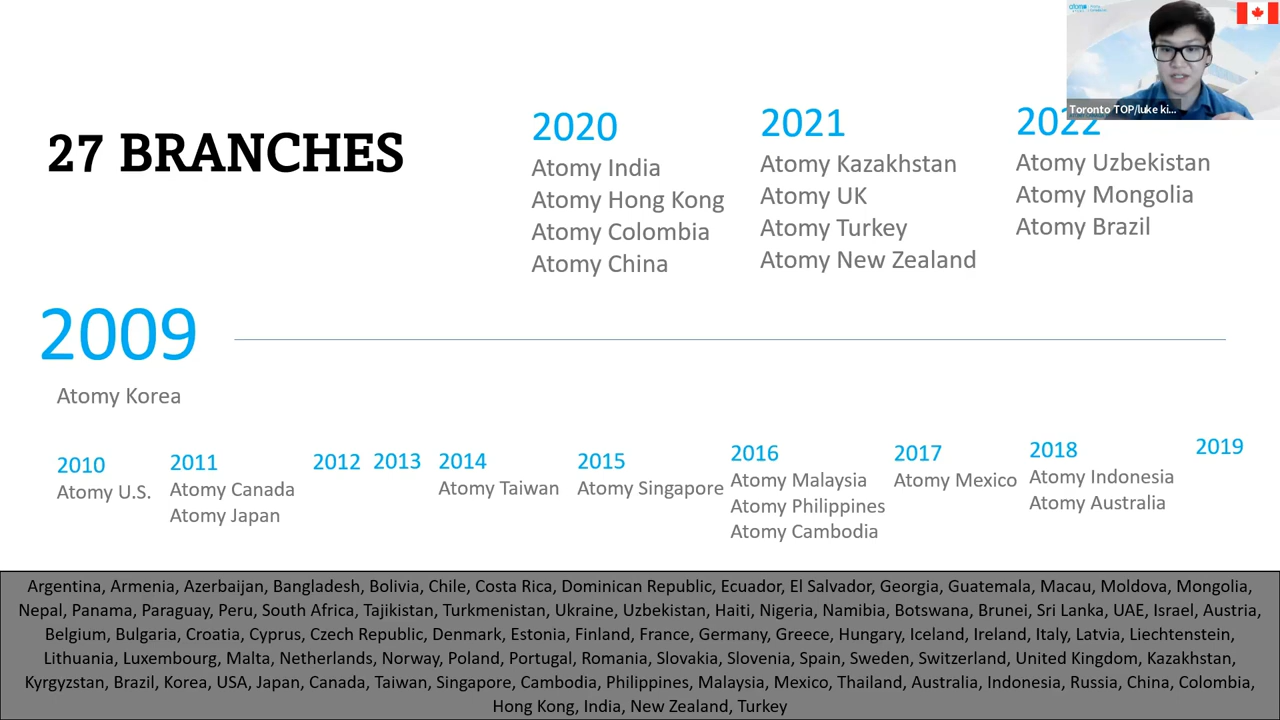 atomy
Toronto TOP/luke ki...
27 BRANCHES
2020
Atomy India
Atomy Hong Kong
Atomy Colombia
Atomy China
2021
Atomy Kazakhstan
Atomy UK
Atomy Turkey
Atomy New Zealand
2022
Atomy Uzbekistan
Atomy Mongolia
Atomy Brazil
2009
Atomy Korea
2010
Atomy U.S.
2011
Atomy Canada
Atomy Japan
2012
2013
2014
Atomy Taiwan
2015
Atomy Singapore
2016
Atomy Malaysia
Atomy Philippines
Atomy Cambodia
2017
Atomy Mexico
2018
Atomy Indonesia
Atomy Australia
2019
Argentina, Armenia, Azerbaijan, Bangladesh, Bolivia, Chile, Costa Rica, Dominican Republic, Ecuador, El Salvador, Georgia, Guatemala, Macau, Moldova, Mongolia,
Nepal, Panama, Paraguay, Peru, South Africa, Tajikistan, Turkmenistan, Ukraine, Uzbekistan, Haiti, Nigeria, Namibia, Botswana, Brunei, Sri Lanka, UAE, Israel, Austria,
Belgium, Bulgaria, Croatia, Cyprus, Czech Republic, Denmark, Estonia, Finland, France, Germany, Greece, Hungary, Iceland, Ireland, Italy, Latvia, Liechtenstein,
Lithuania, Luxembourg, Malta, Netherlands, Norway, Poland, Portugal, Romania, Slovakia, Slovenia, Spain, Sweden, Switzerland, United Kingdom, Kazakhstan,
Kyrgyzstan, Brazil, Korea, USA, Japan, Canada, Taiwan, Singapore, Cambodia, Philippines, Malaysia, Mexico, Thailand, Australia, Indonesia, Russia, China, Colombia,
Hong Kong, India, New Zealand, Turkey